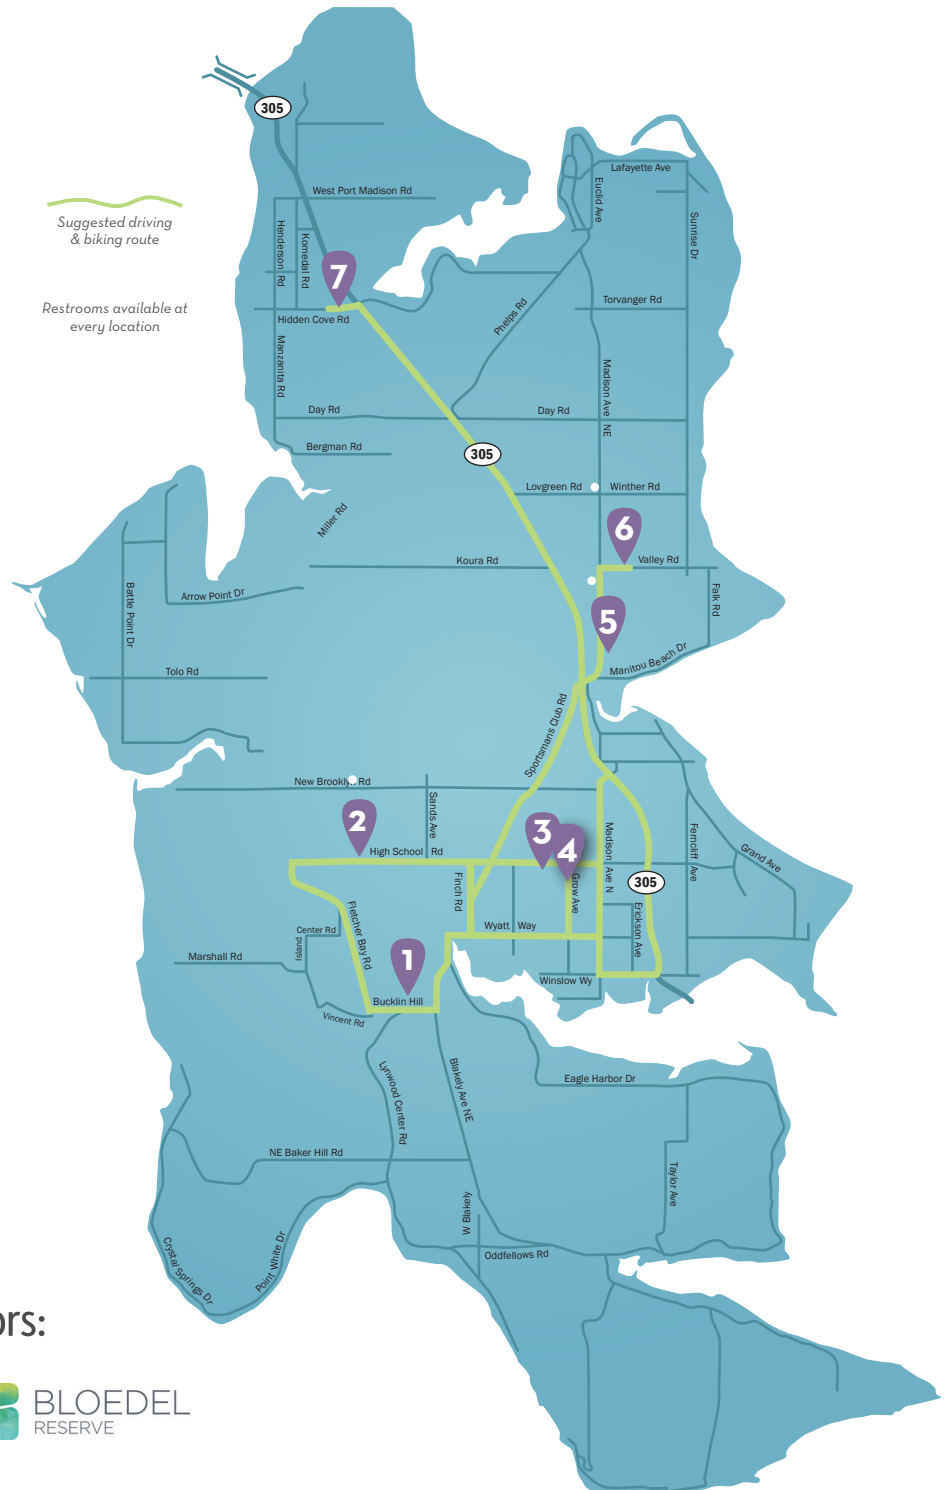 305
Lafayette Ave
West Port Madison Rd
Euclid Ave
Sunrise Dr
Suggested driving
& biking route
Henderson Rd
Komedal Rd
7
Restrooms available at
every location
Hidden Cove Rd
Phelps Rd
Torvanger Rd
Manzanita Rd
Madison Ave NE
Day Rd
Day Rd
Bergman Rd
305
Lovgreen Rd
Winther Rd
Miller Rd
6
Koura Rd
Valley Rd
Battle Point Dr
Arrow Point Dr
Falk Rd
5
Manitou Beach Dr
Tolo Rd
Sportsmans Club Rd
New Brooklyn Rd
Sands Ave
2
3
4
High School Rd
Madison Ave N
Ferncliff Ave
Grand Ave
Finch Rd
Grow Ave
305
Fletcher Bay Rd
Wyatt Way
Erickson Ave
Center Rd
Island
Marshall Rd
1
Winslow Wy
Bucklin Hill
Vincent Rd
Lynwood Center Rd
Blakely Ave NE
Eagle Harbor Dr
NE Baker Hill Rd
Taylor Ave
W Blakely
Crystal Springs Dr
Point White Dr
Oddfellows Rd
ors:
BLOEDEL
RESERVE